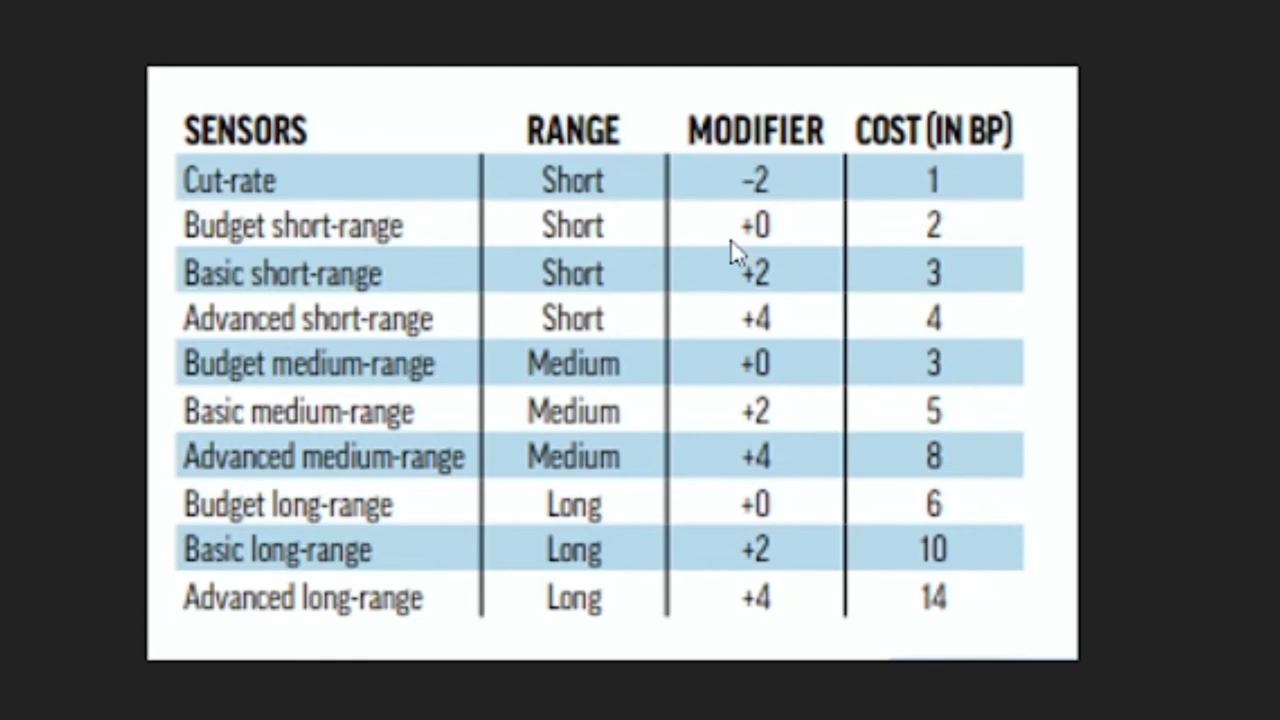 SENSORS RANGE MODIFIER COST (IN BP)
Cut-rate Short –2 1
Budget short-range Short +0 2
Basic short-range Short +2 3
Advanced short-range Short +4 4
Budget medium-range Medium +0 3
Basic medium-range Medium +2 5
Advanced medium-range Medium +4 8
Budget long-range Long +0 6
Basic long-range Long +2 10
Advanced long-range Long +4 14